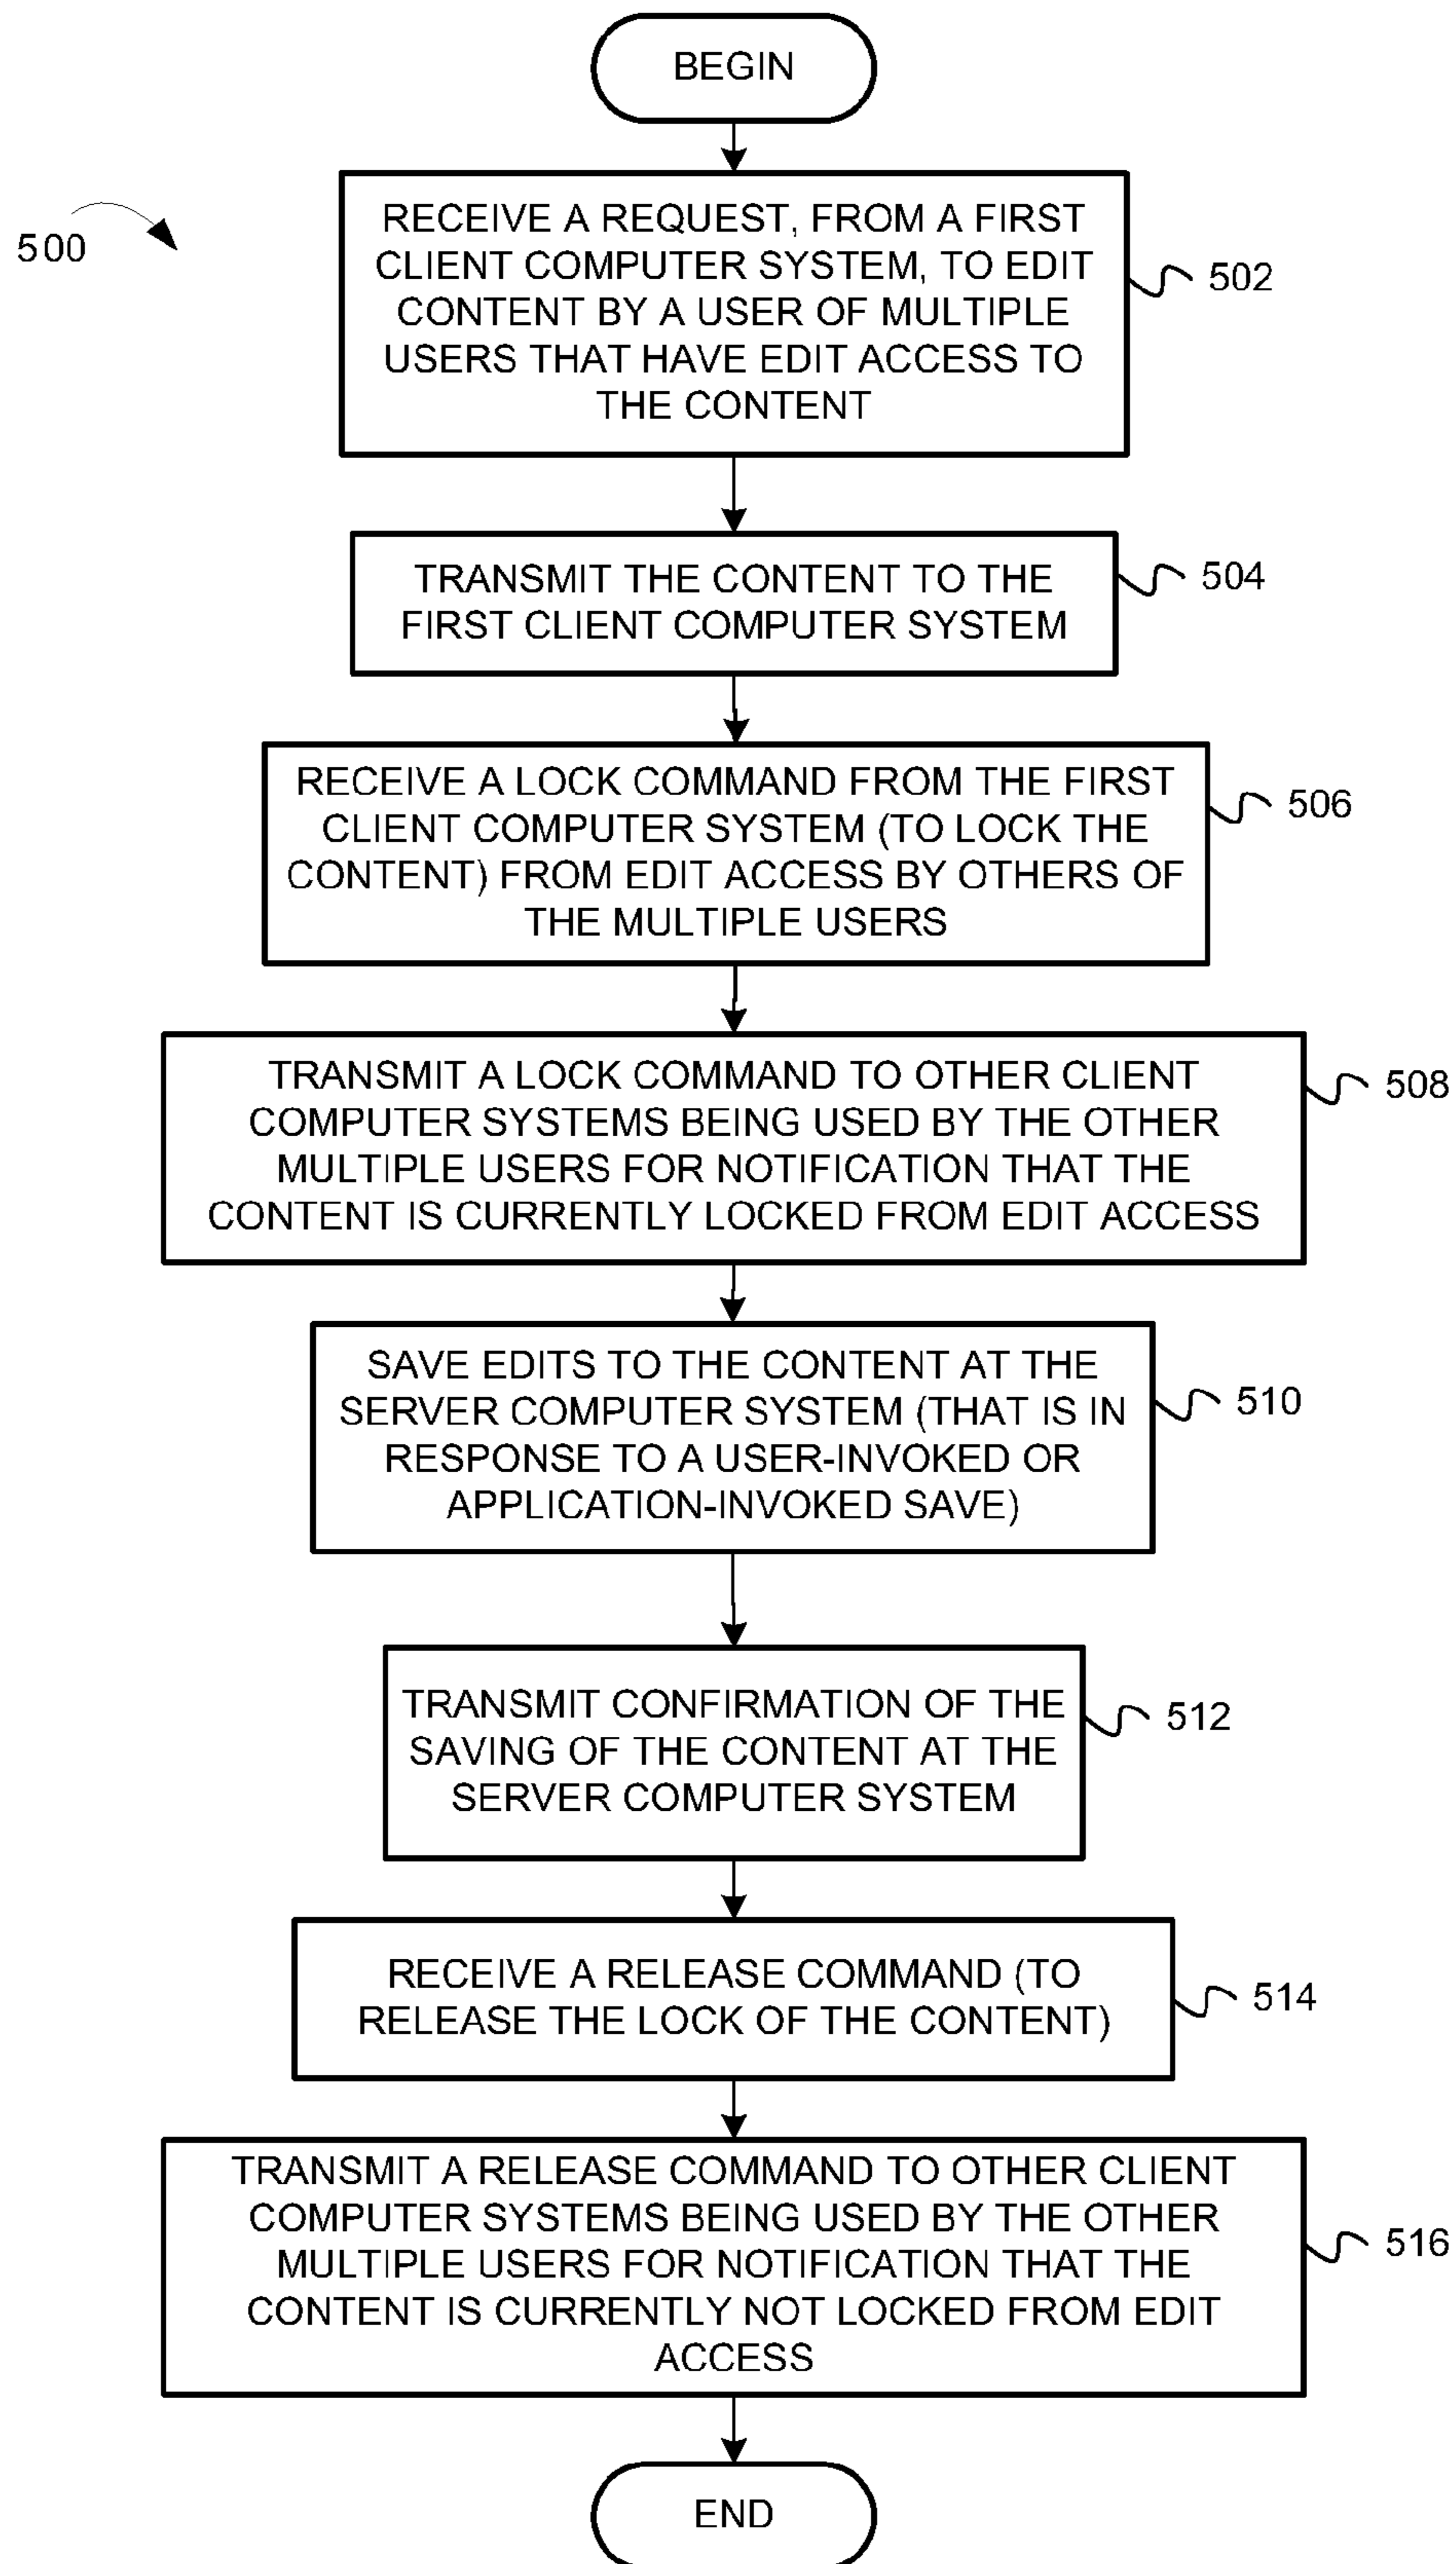 BEGIN
500
RECEIVE A REQUEST, FROM A FIRST
CLIENT COMPUTER SYSTEM, TO EDIT
CONTENT BY A USER OF MULTIPLE
USERS THAT HAVE EDIT ACCESS TO
THE CONTENT
502
TRANSMIT THE CONTENT TO THE
FIRST CLIENT COMPUTER SYSTEM
504
RECEIVE A LOCK COMMAND FROM THE FIRST
CLIENT COMPUTER SYSTEM (TO LOCK THE
CONTENT) FROM EDIT ACCESS BY OTHERS OF
THE MULTIPLE USERS
506
TRANSMIT A LOCK COMMAND TO OTHER CLIENT
COMPUTER SYSTEMS BEING USED BY THE OTHER
MULTIPLE USERS FOR NOTIFICATION THAT THE
CONTENT IS CURRENTLY LOCKED FROM EDIT ACCESS
508
SAVE EDITS TO THE CONTENT AT THE
SERVER COMPUTER SYSTEM (THAT IS IN
RESPONSE TO A USER-INVOKED OR
APPLICATION-INVOKED SAVE)
510
TRANSMIT CONFIRMATION OF THE
SAVING OF THE CONTENT AT THE
SERVER COMPUTER SYSTEM
512
RECEIVE A RELEASE COMMAND (TO
RELEASE THE LOCK OF THE CONTENT)
514
TRANSMIT A RELEASE COMMAND TO OTHER CLIENT
COMPUTER SYSTEMS BEING USED BY THE OTHER
MULTIPLE USERS FOR NOTIFICATION THAT THE
CONTENT IS CURRENTLY NOT LOCKED FROM EDIT
ACCESS
516
END